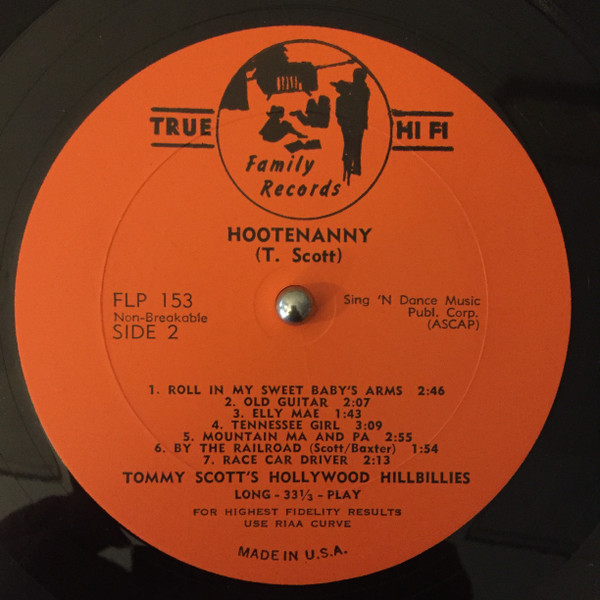 TRUE HI FI
Family
Records
HOOTENANNY
(T. Scott)
FLP 153
Non-Breakable
SIDE 2
Sing 'N Dance Music
Publ. Corp.
(ASCAP)
1. ROLL IN MY SWEET BABY'S ARMS 2:46
2. OLD GUITAR 2:07
3. ELLY MAE 1:43
4. TENNESSEE GIRL 3:09
5. MOUNTAIN MA AND PA 2:55
6. BY THE RAILROAD (Scott/Baxter) 1:54
7. RACE CAR DRIVER 2:13
TOMMY SCOTT'S HOLLYWOOD HILLBILLIES
LONG - 33⅓ - PLAY
FOR HIGHEST FIDELITY RESULTS
USE RIAA CURVE
MADE IN U.S.A.